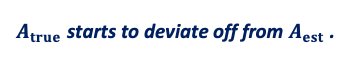 A_true starts to deviate off from A_est .